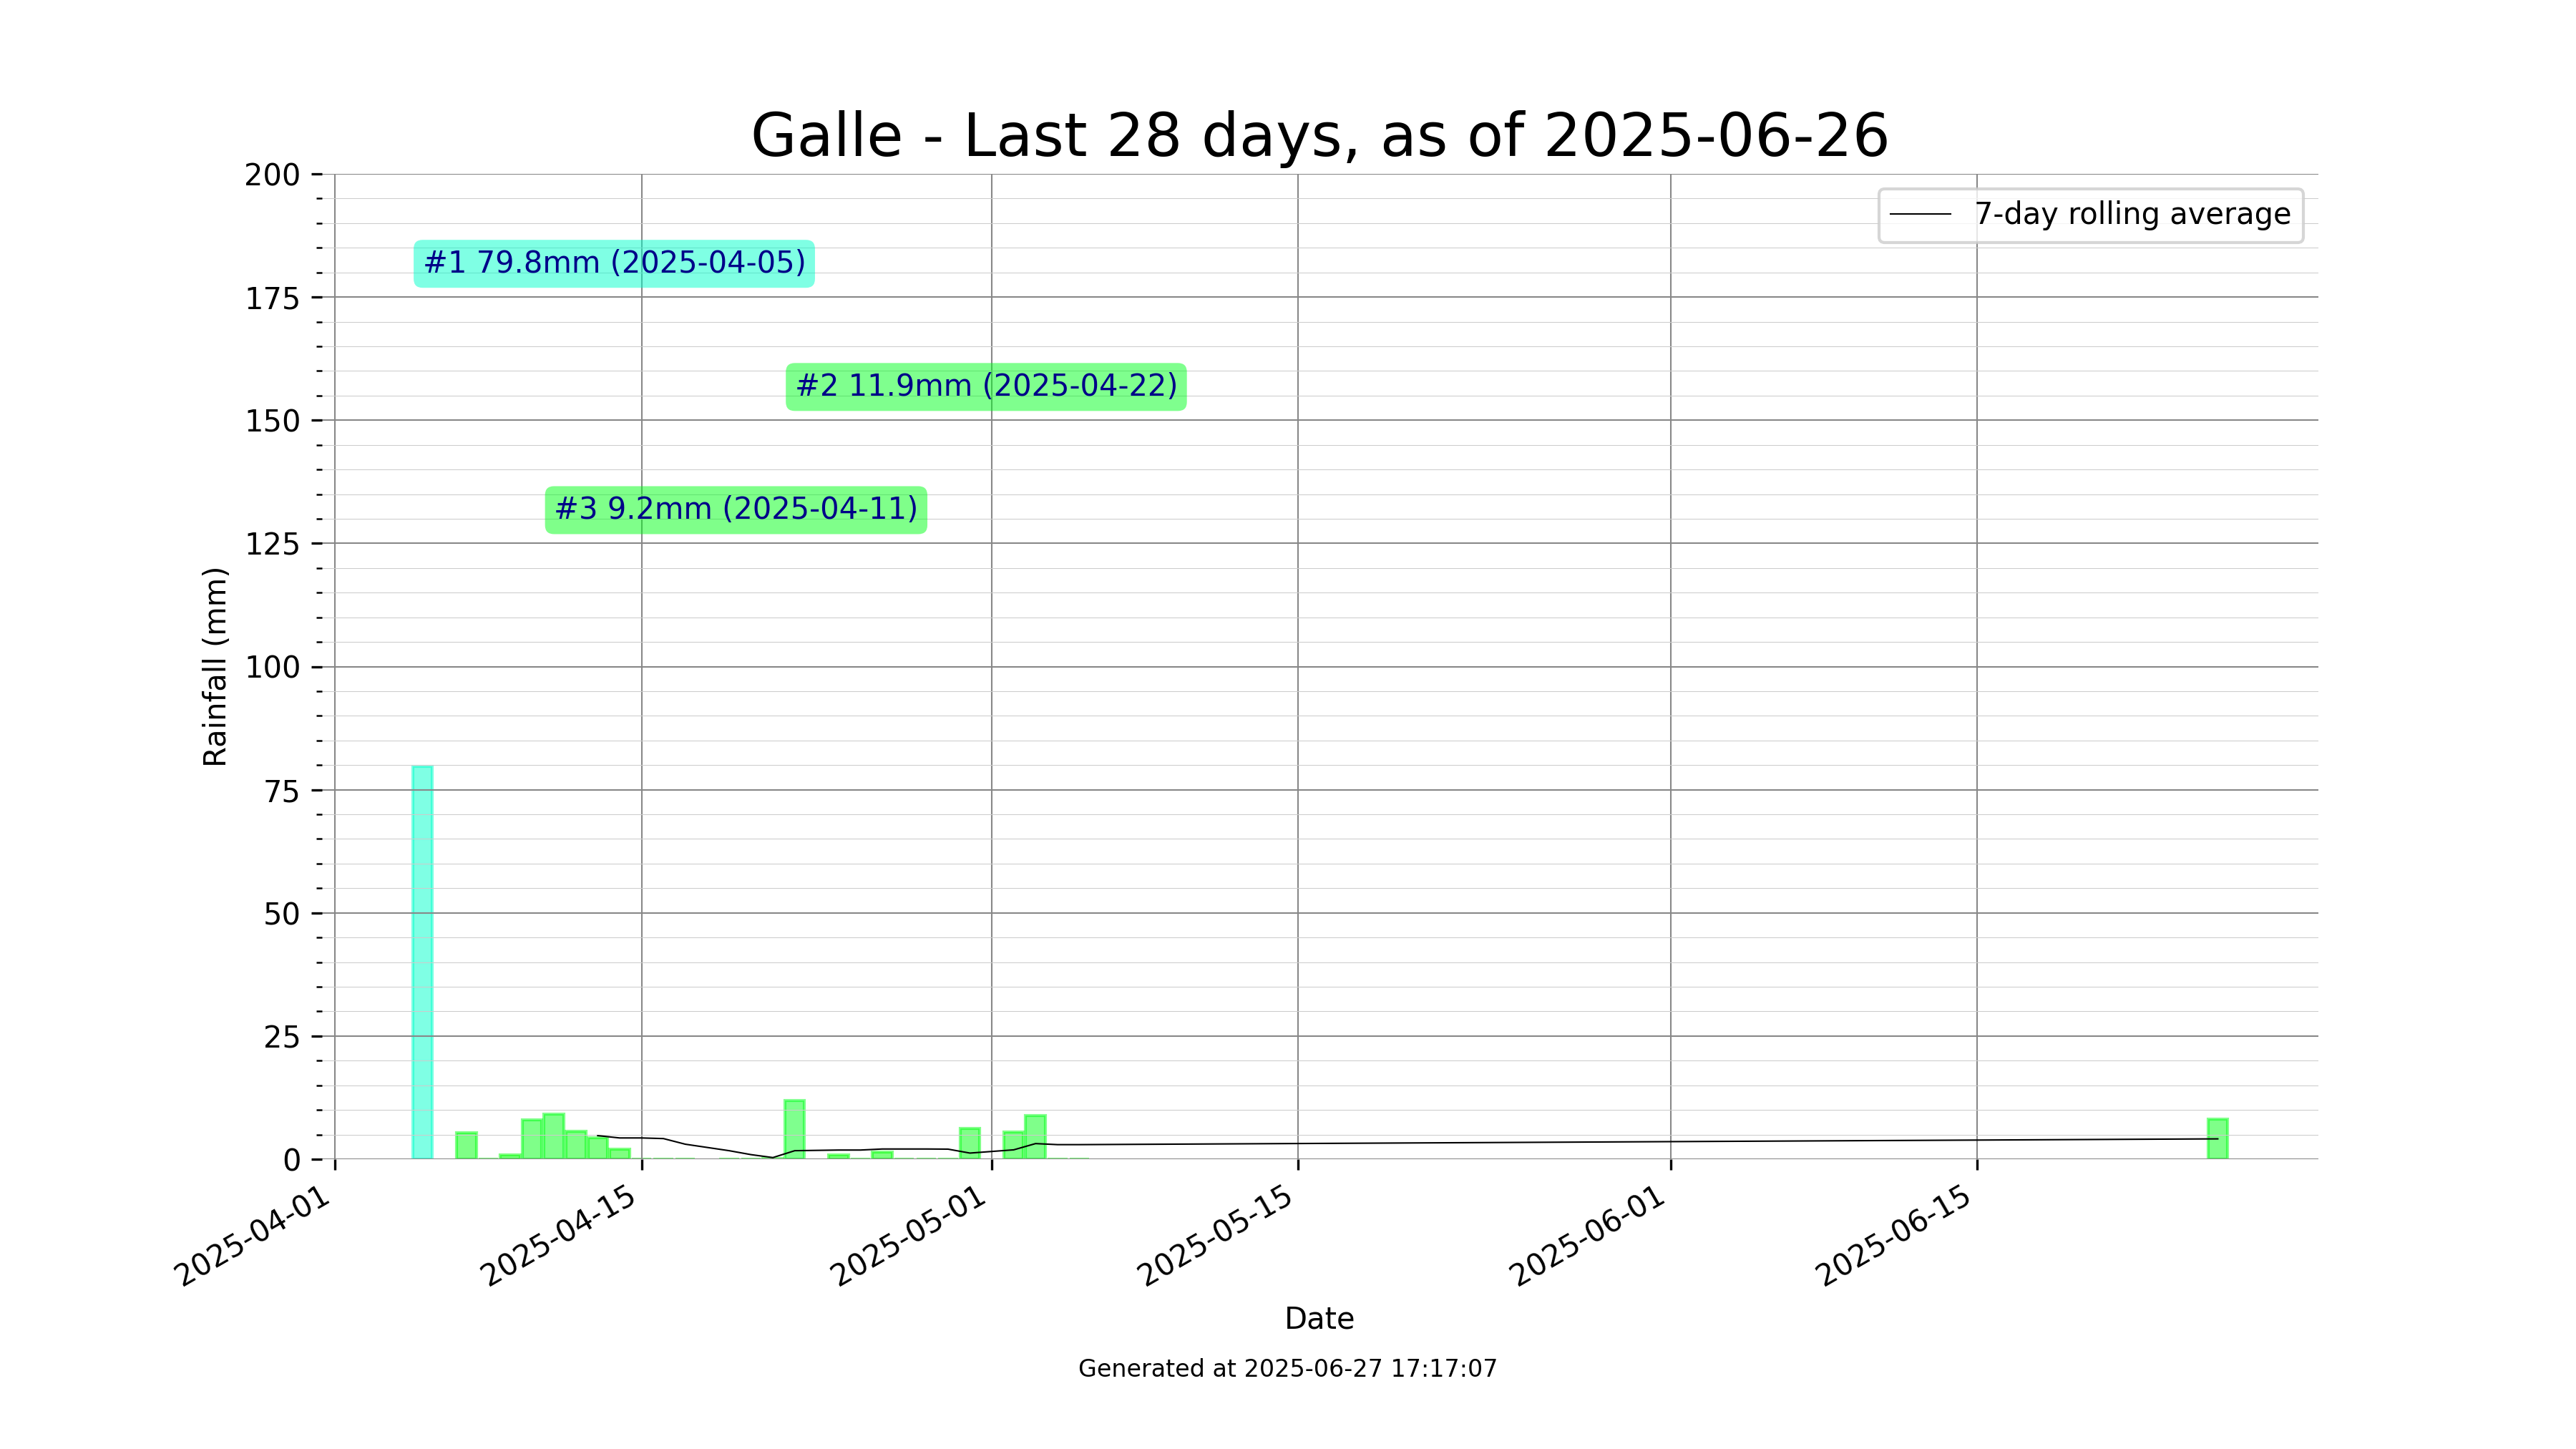 Galle - Last 28 days, as of 2025-06-26
7-day rolling average
#1 79.8mm (2025-04-05)
#2 11.9mm (2025-04-22)
#3 9.2mm (2025-04-11)
Rainfall (mm)
200
175
150
125
100
75
50
25
0
2025-04-01
2025-04-15
2025-05-01
2025-05-15
2025-06-01
2025-06-15
Date
Generated at 2025-06-27 17:17:07